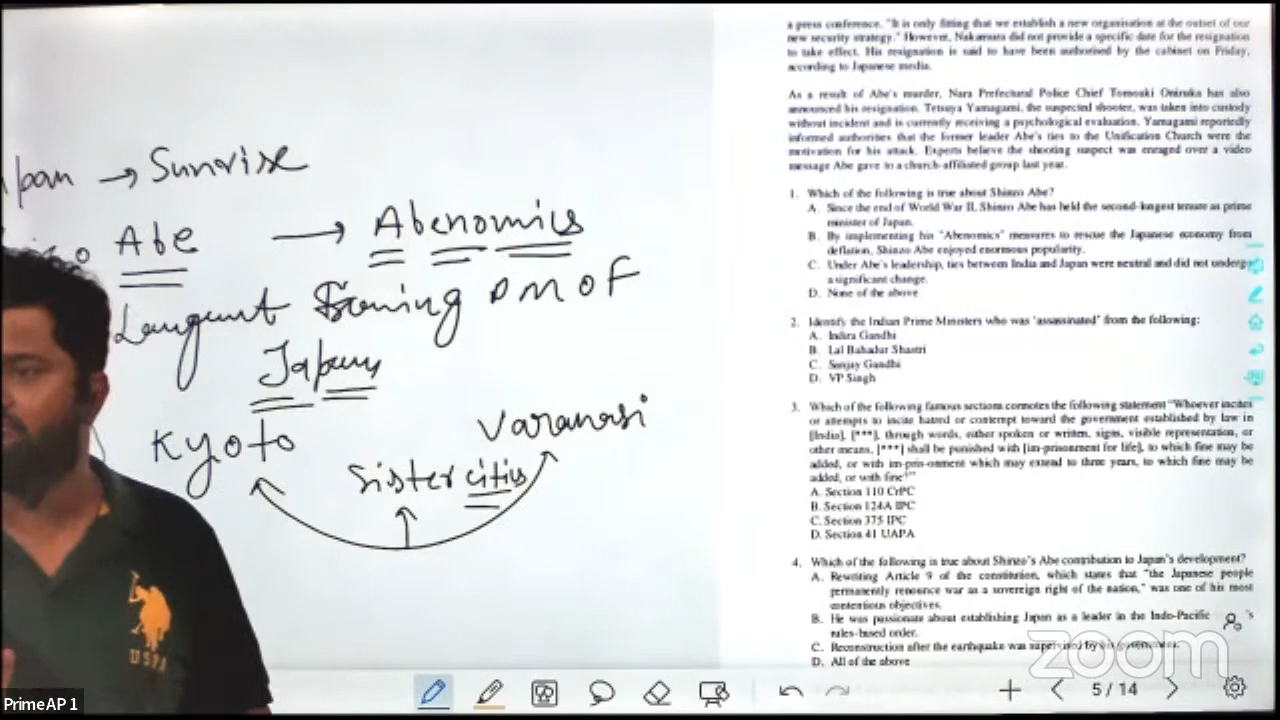 pan → Sunrise
o Abe → Abenomics
Serving PM OF
Japan
Kyoto
Varanasi
Sister cities
USPA
PrimeAP 1
a press conference. "It is only fitting that we establish a new organisation at the outset of our
new security strategy." However, Nakamura did not provide a specific date for the resignation
to take effect. His resignation is said to have been authorised by the cabinet on Friday,
according to Japanese media.
As a result of Abe's murder, Nara Prefectural Police Chief Tomoaki Onizuka has also
announced his resignation. Tetsuya Yamagami, the suspected shooter, was taken into custody
without incident and is currently receiving a psychological evaluation. Yamagami reportedly
informed authorities that the former leader Abe's ties to the Unification Church were the
motivation for his attack. Experts believe the shooting suspect was enraged over a video
message Abe gave to a church-affiliated group last year.
1. Which of the following is true about Shinzo Abe?
A. Since the end of World War II, Shinzo Abe has held the second-longest tenure as prime
minister of Japan.
B. By implementing his "Abenomics" measures to rescue the Japanese economy from
deflation, Shinzo Abe enjoyed enormous popularity.
C. Under Abe's leadership, ties between India and Japan were neutral and did not undergo
a significant change.
D. None of the above
2. Identify the Indian Prime Ministers who was 'assassinated' from the following:
A. Indira Gandhi
B. Lal Bahadur Shastri
C. Sanjay Gandhi
D. VP Singh
3. Which of the following famous sections connotes the following statement "Whoever incites
or attempts to incite hatred or contempt toward the government established by law in
[India], [***], through words, either spoken or written, signs, visible representation, or
other means, [***] shall be punished with [im-prisonment for life], to which fine may be
added, or with im-pris-onment which may extend to three years, to which fine may be
added, or with fine?"
A. Section 110 CrPC
B. Section 124A IPC
C. Section 375 IPC
D. Section 41 UAPA
4. Which of the following is true about Shinzo's Abe contribution to Japan's development?
A. Rewriting Article 9 of the constitution, which states that "the Japanese people
permanently renounce war as a sovereign right of the nation," was one of his most
contentious objectives.
B. He was passionate about establishing Japan as a leader in the Indo-Pacific 's
rules-based order.
C. Reconstruction after the earthquake was supervised by his government.
D. All of the above
zoom
5 / 14